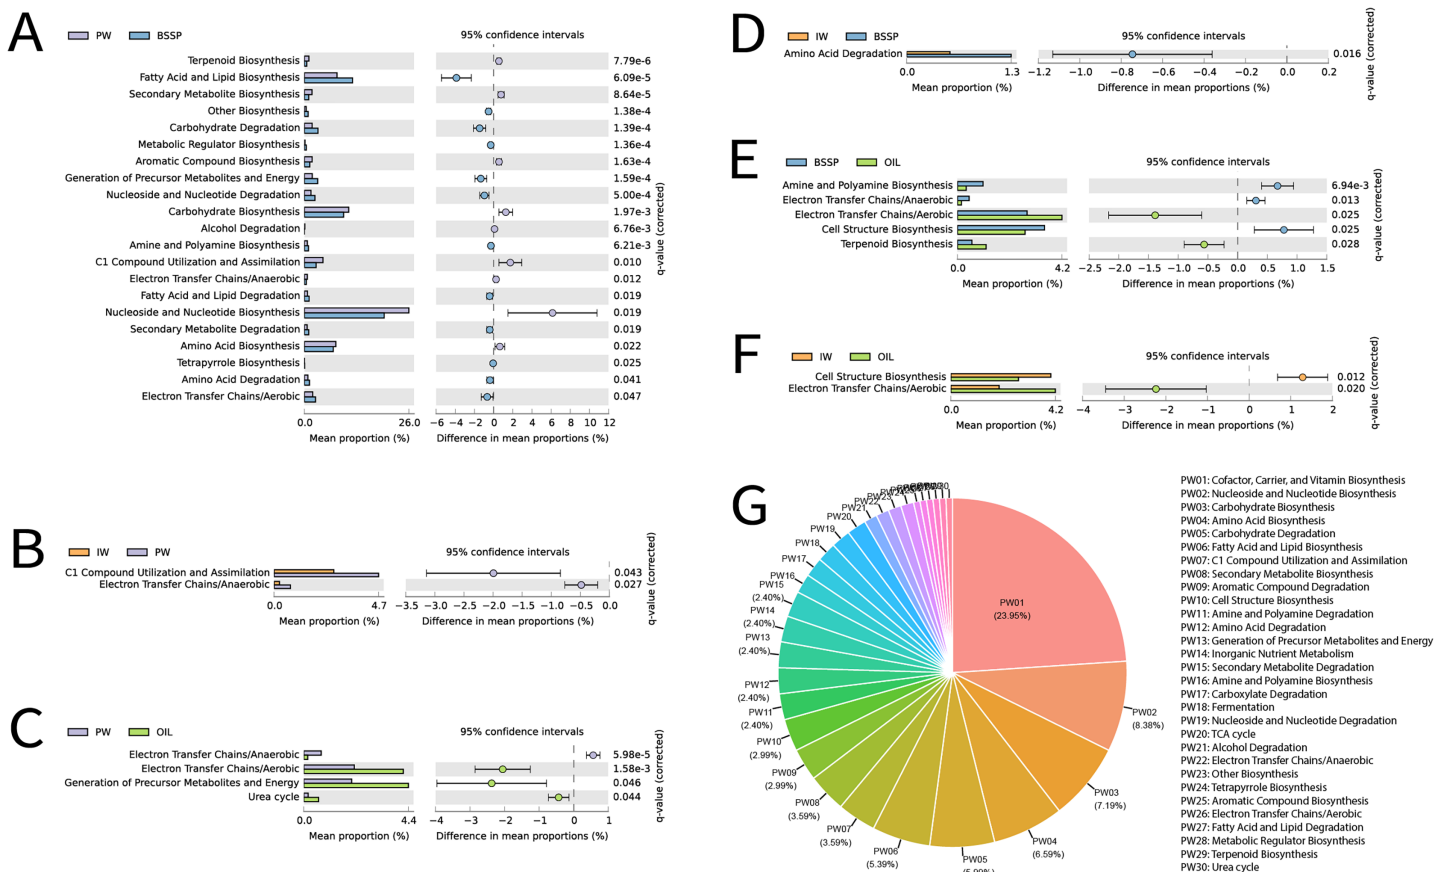 A
PW BSSP
95% confidence intervals
Terpenoid Biosynthesis 7.79e-6
Fatty Acid and Lipid Biosynthesis 6.09e-5
Secondary Metabolite Biosynthesis 8.64e-5
Other Biosynthesis 1.38e-4
Carbohydrate Degradation 1.39e-4
Metabolic Regulator Biosynthesis 1.36e-4
Aromatic Compound Biosynthesis 1.63e-4
Generation of Precursor Metabolites and Energy 1.59e-4
Nucleoside and Nucleotide Degradation 5.00e-4
Carbohydrate Biosynthesis 1.97e-3
Alcohol Degradation 6.76e-3
Amine and Polyamine Biosynthesis 6.21e-3
C1 Compound Utilization and Assimilation 0.010
Electron Transfer Chains/Anaerobic 0.012
Fatty Acid and Lipid Degradation 0.019
Nucleoside and Nucleotide Biosynthesis 0.019
Secondary Metabolite Degradation 0.019
Amino Acid Biosynthesis 0.022
Tetrapyrrole Biosynthesis 0.025
Amino Acid Degradation 0.041
Electron Transfer Chains/Aerobic 0.047
q-value (corrected)
0.0 26.0 −6 −4 −2 0 2 4 6 8 10 12
Mean proportion (%) Difference in mean proportions (%)
B
IW PW
95% confidence intervals
C1 Compound Utilization and Assimilation 0.043
Electron Transfer Chains/Anaerobic 0.027
q-value (corrected)
0.0 4.7 −3.5 −3.0 −2.5 −2.0 −1.5 −1.0 −0.5 0.0
Mean proportion (%) Difference in mean proportions (%)
C
PW OIL
95% confidence intervals
Electron Transfer Chains/Anaerobic 5.98e-5
Electron Transfer Chains/Aerobic 1.58e-3
Generation of Precursor Metabolites and Energy 0.046
Urea cycle 0.044
q-value (corrected)
0.0 4.4 −4 −3 −2 −1 0 1
Mean proportion (%) Difference in mean proportions (%)
D
IW BSSP
95% confidence intervals
Amino Acid Degradation 0.016
q-value (corrected)
0.0 1.3 −1.2 −1.0 −0.8 −0.6 −0.4 −0.2 0.0 0.2
Mean proportion (%) Difference in mean proportions (%)
E
BSSP OIL
95% confidence intervals
Amine and Polyamine Biosynthesis 6.94e-3
Electron Transfer Chains/Anaerobic 0.013
Electron Transfer Chains/Aerobic 0.025
Cell Structure Biosynthesis 0.025
Terpenoid Biosynthesis 0.028
q-value (corrected)
0.0 4.2 −2.5 −2.0 −1.5 −1.0 −0.5 0.0 0.5 1.0 1.5
Mean proportion (%) Difference in mean proportions (%)
F
IW OIL
95% confidence intervals
Cell Structure Biosynthesis 0.012
Electron Transfer Chains/Aerobic 0.020
q-value (corrected)
0.0 4.2 −4 −3 −2 −1 0 1 2
Mean proportion (%) Difference in mean proportions (%)
G
PW01
(23.95%)
PW02
(8.38%)
PW03
(7.19%)
PW04
(6.59%)
PW05
(5.99%)
PW06
(5.39%)
PW07
(3.59%)
PW08
(3.59%)
PW09
(2.99%)
PW10
(2.99%)
PW11
(2.40%)
PW12
(2.40%)
PW13
(2.40%)
PW14
(2.40%)
PW15
(2.40%)
PW16
PW17
PW18
PW19
PW20
PW21
PW22
PW23
PW01: Cofactor, Carrier, and Vitamin Biosynthesis
PW02: Nucleoside and Nucleotide Biosynthesis
PW03: Carbohydrate Biosynthesis
PW04: Amino Acid Biosynthesis
PW05: Carbohydrate Degradation
PW06: Fatty Acid and Lipid Biosynthesis
PW07: C1 Compound Utilization and Assimilation
PW08: Secondary Metabolite Biosynthesis
PW09: Aromatic Compound Degradation
PW10: Cell Structure Biosynthesis
PW11: Amine and Polyamine Degradation
PW12: Amino Acid Degradation
PW13: Generation of Precursor Metabolites and Energy
PW14: Inorganic Nutrient Metabolism
PW15: Secondary Metabolite Degradation
PW16: Amine and Polyamine Biosynthesis
PW17: Carboxylate Degradation
PW18: Fermentation
PW19: Nucleoside and Nucleotide Degradation
PW20: TCA cycle
PW21: Alcohol Degradation
PW22: Electron Transfer Chains/Anaerobic
PW23: Other Biosynthesis
PW24: Tetrapyrrole Biosynthesis
PW25: Aromatic Compound Biosynthesis
PW26: Electron Transfer Chains/Aerobic
PW27: Fatty Acid and Lipid Degradation
PW28: Metabolic Regulator Biosynthesis
PW29: Terpenoid Biosynthesis
PW30: Urea cycle